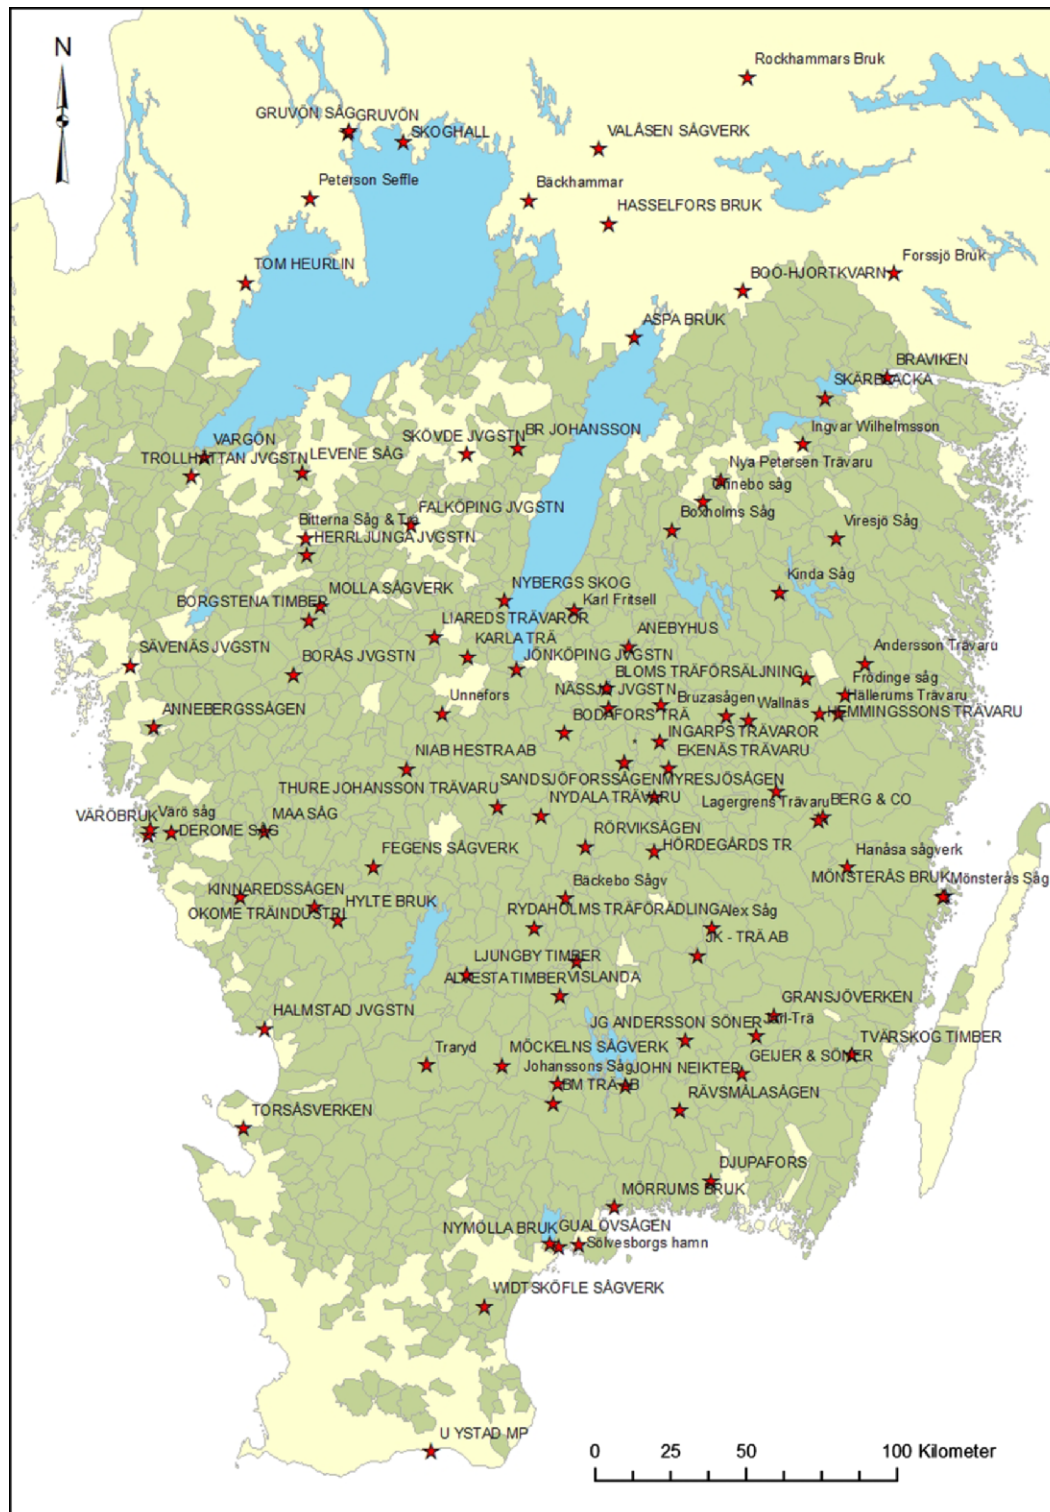 N
Rockhammars Bruk
GRUVÖN SÅG
GRUVÖN
SKOGHALL
VALÅSEN SÅGVERK
Peterson Seffle
Bäckhammar
HASSELFORS BRUK
TOM HEURLIN
Forssjö Bruk
BOO-HJORTKVARN
ASPA BRUK
BRAVIKEN
SKÄRBLACKA
Ingvar Wilhelmsson
SKÖVDE JVGSTN
BR JOHANSSON
VARGÖN
TROLLHÄTTAN JVGSTN
LEVENE SÅG
Nya Petersen Trävaru
Onnebo såg
Boxholms Såg
FALKÖPING JVGSTN
Bitterna Såg & Trä
HERRLJUNGA JVGSTN
Viresjö Såg
Kinda Såg
MOLLA SÅGVERK
BORGSTENA TIMBER
NYBERGS SKOG
Karl Fritsell
LIAREDS TRÄVAROR
KARLA TRÄ
ANEBYHUS
SÄVENÄS JVGSTN
BORÅS JVGSTN
JÖNKÖPING JVGSTN
Andersson Trävaru
BLOMS TRÄFÖRSÄLJNING
Frödinge såg
NÄSSJÖ JVGSTN
Bruzasågen
Hällerums Trävaru
Unnefors
Wallnäs
HEMMINGSSONS TRÄVARU
ANNEBERGSSÅGEN
BODAFORS TRÄ
INGARPS TRÄVAROR
NIAB HESTRA AB
EKENÄS TRÄVARU
THURE JOHANSSON TRÄVARU
SANDSJÖFORSSÅGEN
MYRESJÖSÅGEN
NYDALA TRÄVARU
Lagergrens Trävaru
BERG & CO
VÄRÖBRUK
Värö såg
DEROME SÅG
MAA SÅG
RÖRVIKSÅGEN
HÖRDEGÅRDS TR
FEGENS SÅGVERK
Hanåsa sågverk
MÖNSTERÅS BRUK
Mönsterås Såg
Bäckebo Sågv
KINNAREDSSÅGEN
HYLTE BRUK
OKOME TRÄINDUSTRI
RYDAHOLMS TRÄFÖRÄDLING
Alex Såg
JK - TRÄ AB
LJUNGBY TIMBER
ALVESTA TIMBER
VISLANDA
GRANSJÖVERKEN
HALMSTAD JVGSTN
JG ANDERSSON SÖNER
Jarl-Trä
TVÄRSKOG TIMBER
Traryd
MÖCKELNS SÅGVERK
GEIJER & SÖNER
Johanssons Såg
JOHN NEIKTER
BM TRÄ AB
RÄVSMÅLASÅGEN
TORSÅSVERKEN
DJUPAFORS
MÖRRUMS BRUK
NYMÖLLA BRUK
GUALÖVSÅGEN
Sölvesborgs hamn
WIDTSKÖFLE SÅGVERK
U YSTAD MP
0 25 50 100 Kilometer